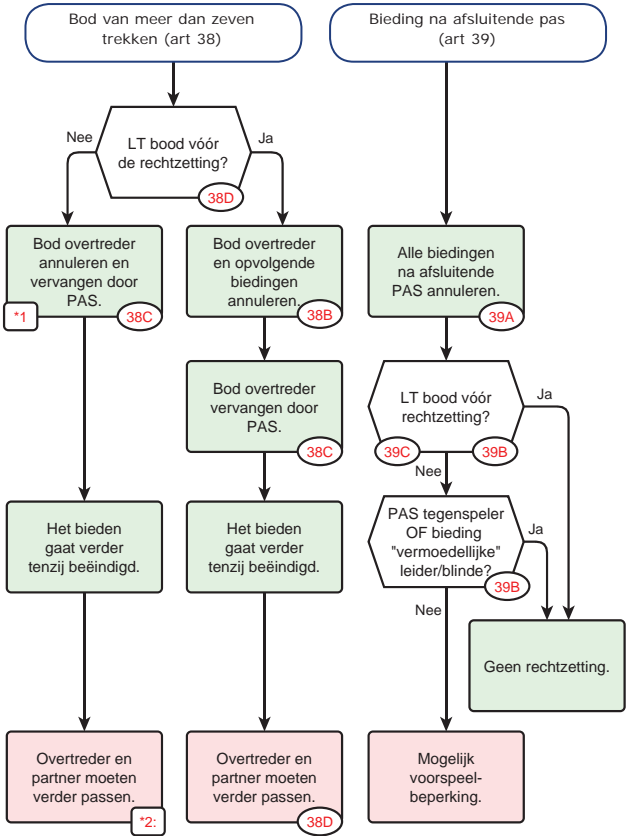 Bod van meer dan zeven
trekken (art 38)
Bieding na afsluitende pas
(art 39)
Nee
LT bood vóór
de rechtzetting?
Ja
38D
Bod overtreder
annuleren en
vervangen door
PAS.
*1
38C
Bod overtreder
en opvolgende
biedingen
annuleren.
38B
Alle biedingen
na afsluitende
PAS annuleren.
39A
Bod overtreder
vervangen door
PAS.
38C
LT bood vóór
rechtzetting?
Ja
39C
39B
Nee
Het bieden
gaat verder
tenzij beëindigd.
Het bieden
gaat verder
tenzij beëindigd.
PAS tegenspeler
OF bieding
"vermoedellijke"
leider/blinde?
Ja
39B
Nee
Geen rechtzetting.
Overtreder en
partner moeten
verder passen.
*2:
Overtreder en
partner moeten
verder passen.
38D
Mogelijk
voorspeel-
beperking.